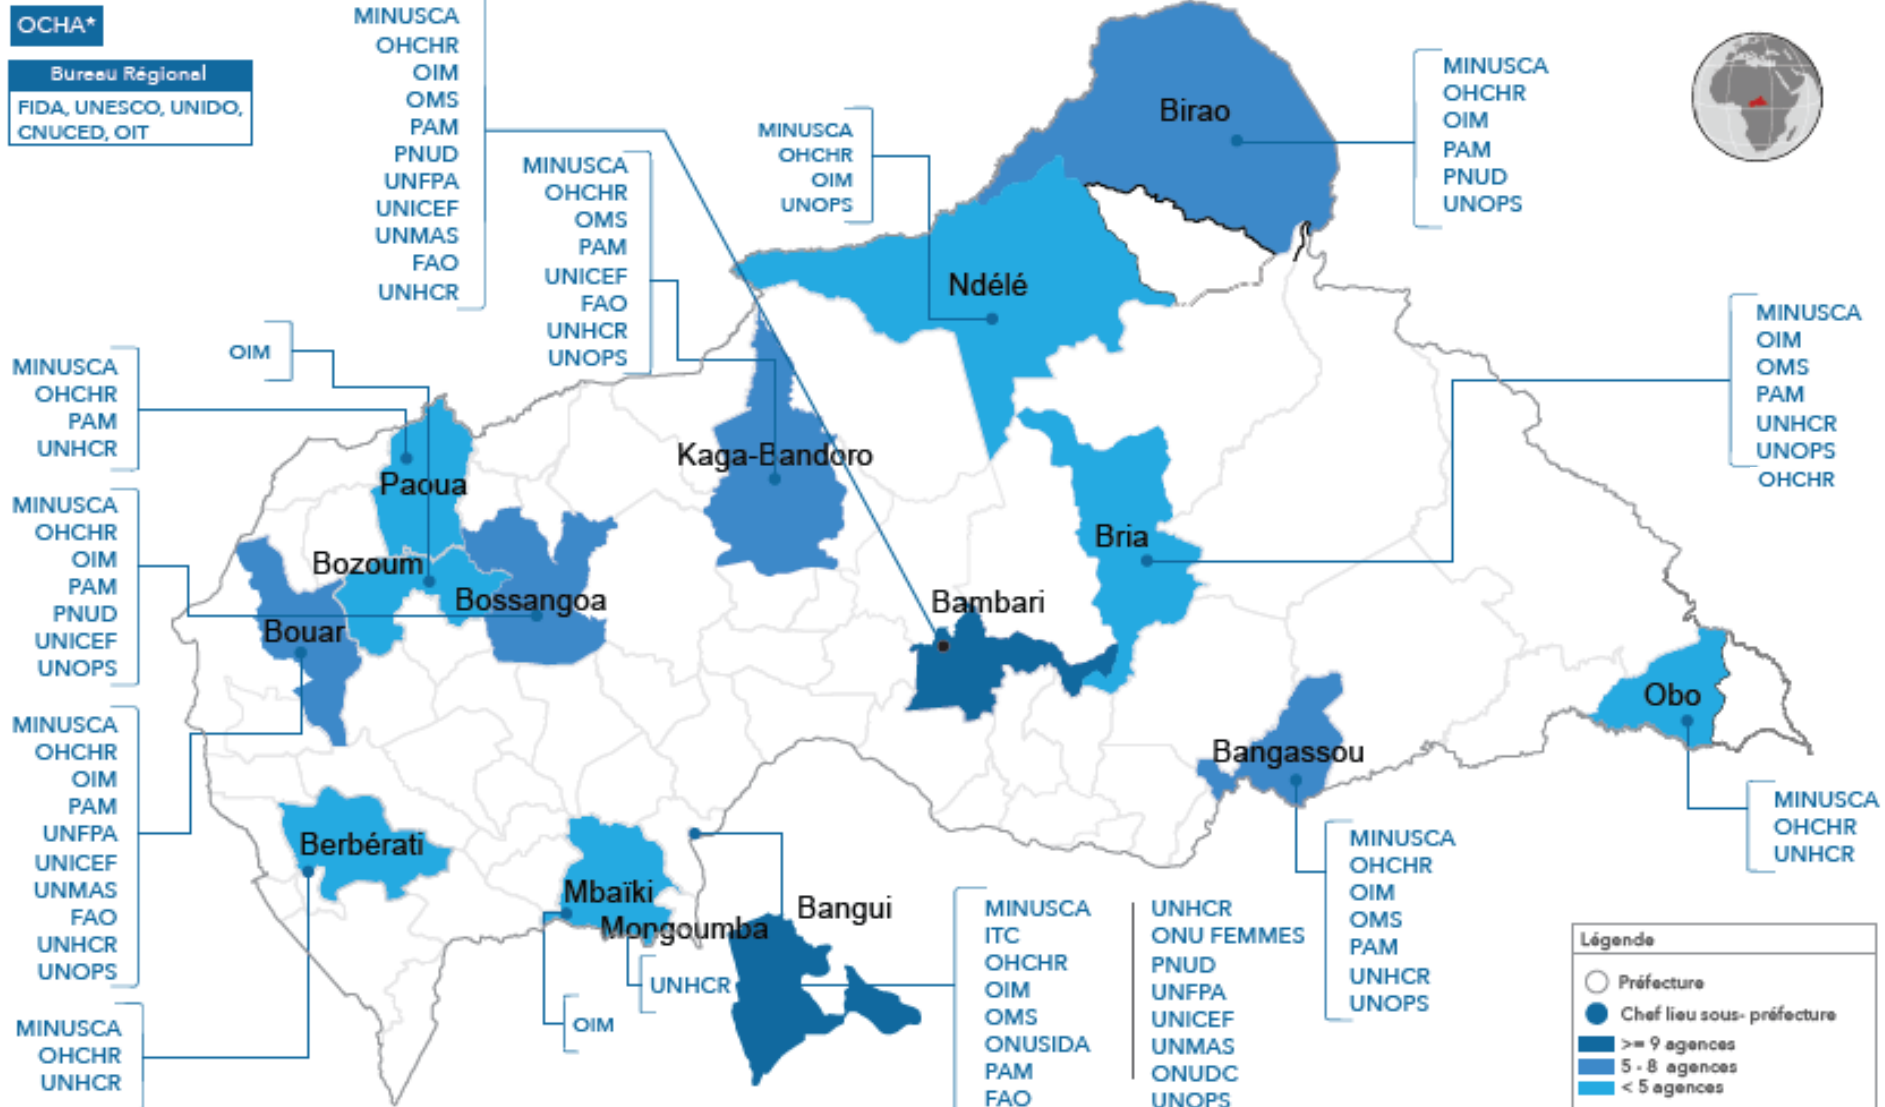 OCHA*
Bureau Régional
FIDA, UNESCO, UNIDO,
CNUCED, OIT
MINUSCA
OHCHR
OIM
OMS
PAM
PNUD
UNFPA
UNICEF
UNMAS
FAO
UNHCR
MINUSCA
OHCHR
OMS
PAM
UNICEF
FAO
UNHCR
UNOPS
MINUSCA
OHCHR
OIM
UNOPS
Birao
MINUSCA
OHCHR
OIM
PAM
PNUD
UNOPS
Ndélé
MINUSCA
OIM
OMS
PAM
UNHCR
UNOPS
OHCHR
OIM
MINUSCA
OHCHR
PAM
UNHCR
Paoua
Kaga-Bandoro
Bria
MINUSCA
OHCHR
OIM
PAM
PNUD
UNICEF
UNOPS
Bozoum
Bossangoa
Bouar
Bambari
Obo
Bangassou
MINUSCA
OHCHR
OIM
PAM
UNFPA
UNICEF
UNMAS
FAO
UNHCR
UNOPS
Berbérati
Mbaïki
Mongoumba
Bangui
UNHCR
OIM
MINUSCA
OHCHR
UNHCR
MINUSCA
ITC
OHCHR
OIM
OMS
ONUSIDA
PAM
FAO
UNHCR
ONU FEMMES
PNUD
UNFPA
UNICEF
UNMAS
ONUDC
UNOPS
MINUSCA
OHCHR
OIM
OMS
PAM
UNHCR
UNOPS
MINUSCA
OHCHR
UNHCR
Légende
Préfecture
Chef lieu sous- préfecture
>= 9 agences
5 - 8 agences
< 5 agences